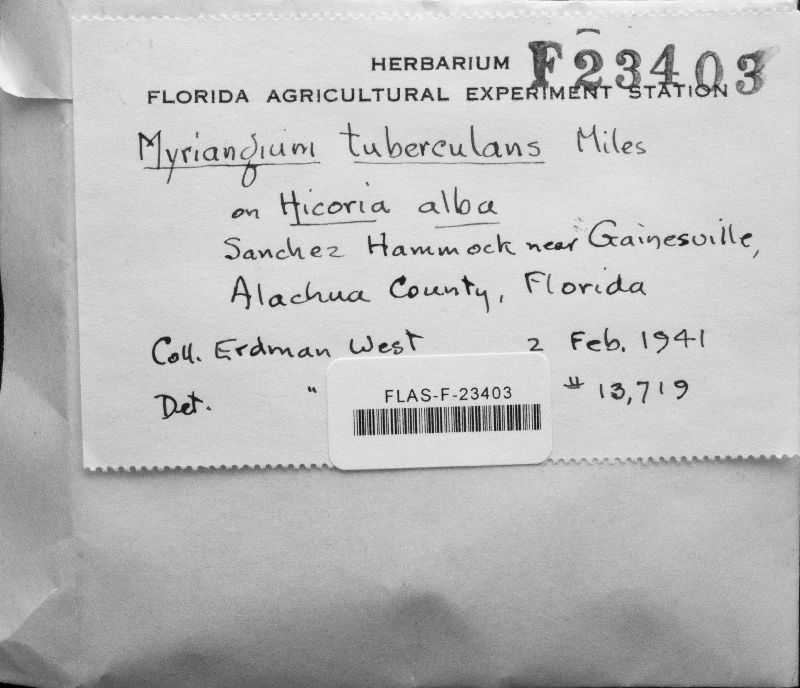 HERBARIUM F23403
FLORIDA AGRICULTURAL EXPERIMENT STATION
Myriangium tuberculans Miles
on Hicoria alba
Sanchez Hammock near Gainesville,
Alachua County, Florida
Coll. Erdman West 2 Feb. 1941
Det. " # 13,719
FLAS-F-23403